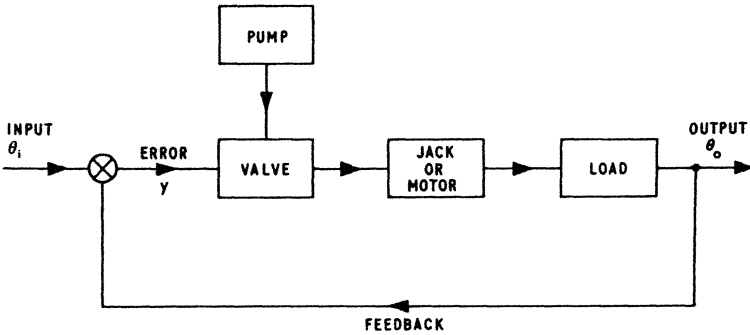 PUMP
INPUT
θi
ERROR
y
VALVE
JACK
OR
MOTOR
LOAD
OUTPUT
θo
FEEDBACK